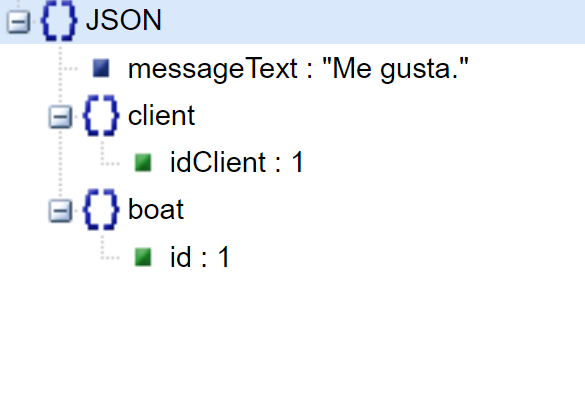 JSON
messageText : "Me gusta."
client
idClient : 1
boat
id : 1